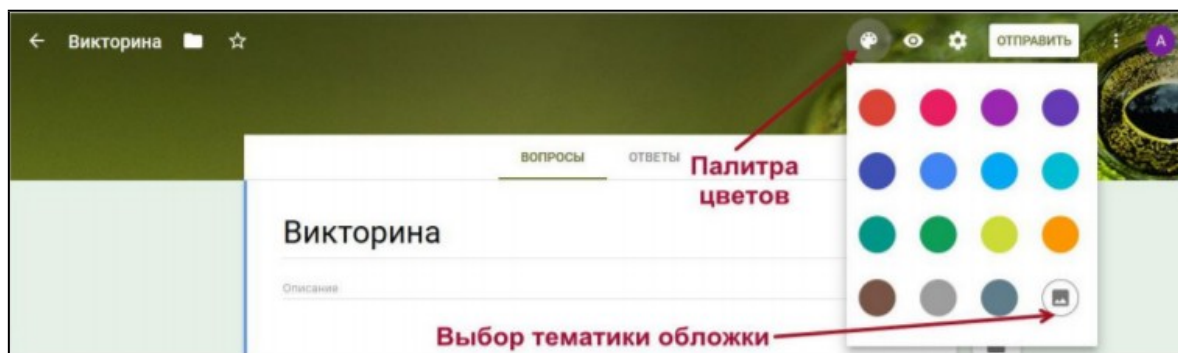 Викторина
ОТПРАВИТЬ
A
ВОПРОСЫ
ОТВЕТЫ
Палитра
цветов
Викторина
Описание
Выбор тематики обложки